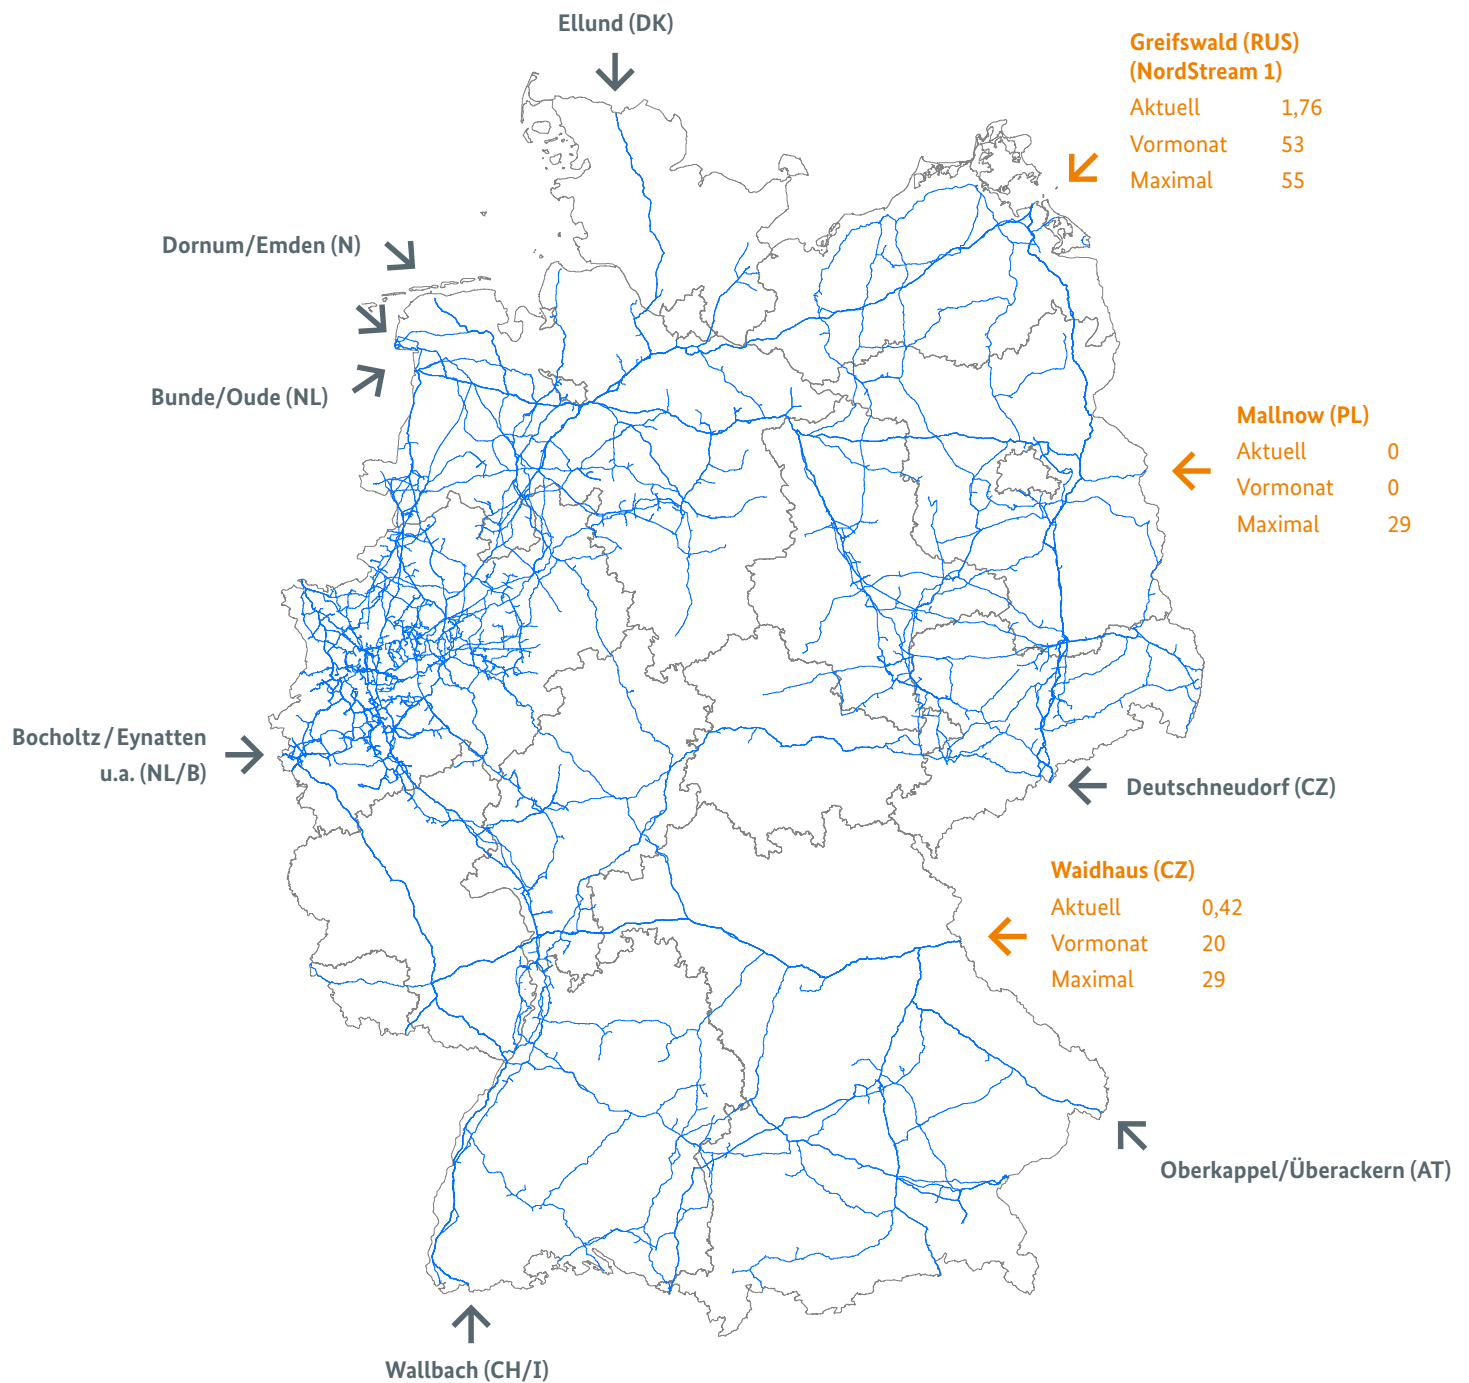 Ellund (DK)
Greifswald (RUS)
(NordStream 1)
Aktuell 1,76
Vormonat 53
Maximal 55
Dornum/Emden (N)
Bunde/Oude (NL)
Mallnow (PL)
Aktuell 0
Vormonat 0
Maximal 29
Bocholtz / Eynatten
u.a. (NL/B)
Deutschneudorf (CZ)
Waidhaus (CZ)
Aktuell 0,42
Vormonat 20
Maximal 29
Oberkappel/Überackern (AT)
Wallbach (CH/I)